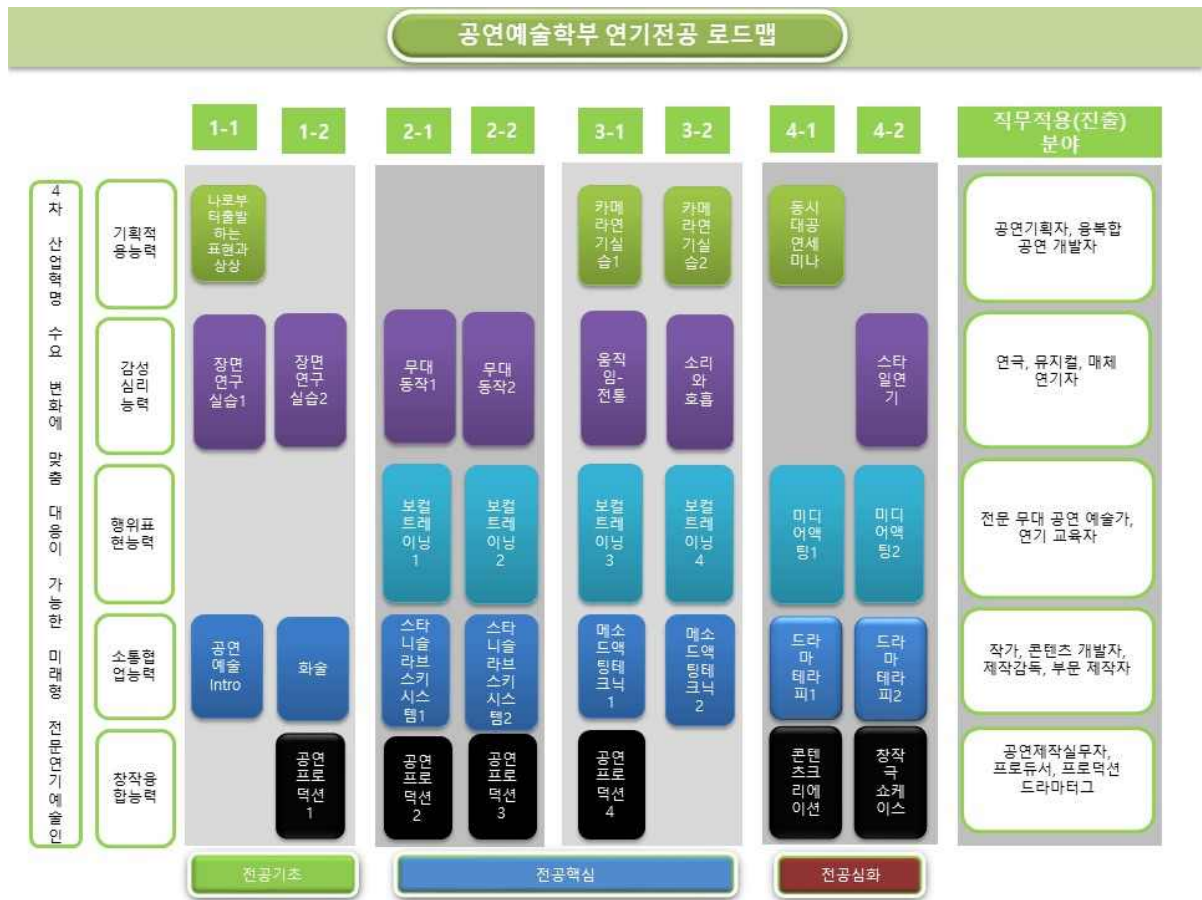 공연예술학부 연기전공 로드맵
1-1
1-2
2-1
2-2
3-1
3-2
4-1
4-2
직무적용(진출)
분야
4차 산업혁명 수요 변화에 맞춤 대응이 가능한 미래형 전문연기예술인
기획적
용능력
나로부
터출발
하는
표현과
상상
카메
라연
기실
습1
카메
라연
기실
습2
동시
대공
연세
미나
공연기획자, 융복합
공연 개발자
감성
심리
능력
장면
연구
실습1
장면
연구
실습2
무대
동작1
무대
동작2
움직
임-
전통
소리
와
호흡
스타
일연
기
연극, 뮤지컬, 매체
연기자
행위표
현능력
보컬
트레
이닝
1
보컬
트레
이닝
2
보컬
트레
이닝
3
보컬
트레
이닝
4
미디
어액
팅1
미디
어액
팅2
전문 무대 공연 예술가,
연기 교육자
소통협
업능력
공연
예술
Intro
화술
스타
니슬
라브
스키
시스
템1
스타
니슬
라브
스키
시스
템2
메소
드액
팅테
크닉
1
메소
드액
팅테
크닉
2
드라
마
테라
피1
드라
마
테라
피2
작가, 콘텐츠 개발자,
제작감독, 부문 제작자
창작융
합능력
공연
프로
덕션
1
공연
프로
덕션
2
공연
프로
덕션
3
공연
프로
덕션
4
콘텐
츠크
리에
이션
창작
극
쇼케
이스
공연제작실무자,
프로듀서, 프로덕션
드라마터그
전공기초
전공핵심
전공심화